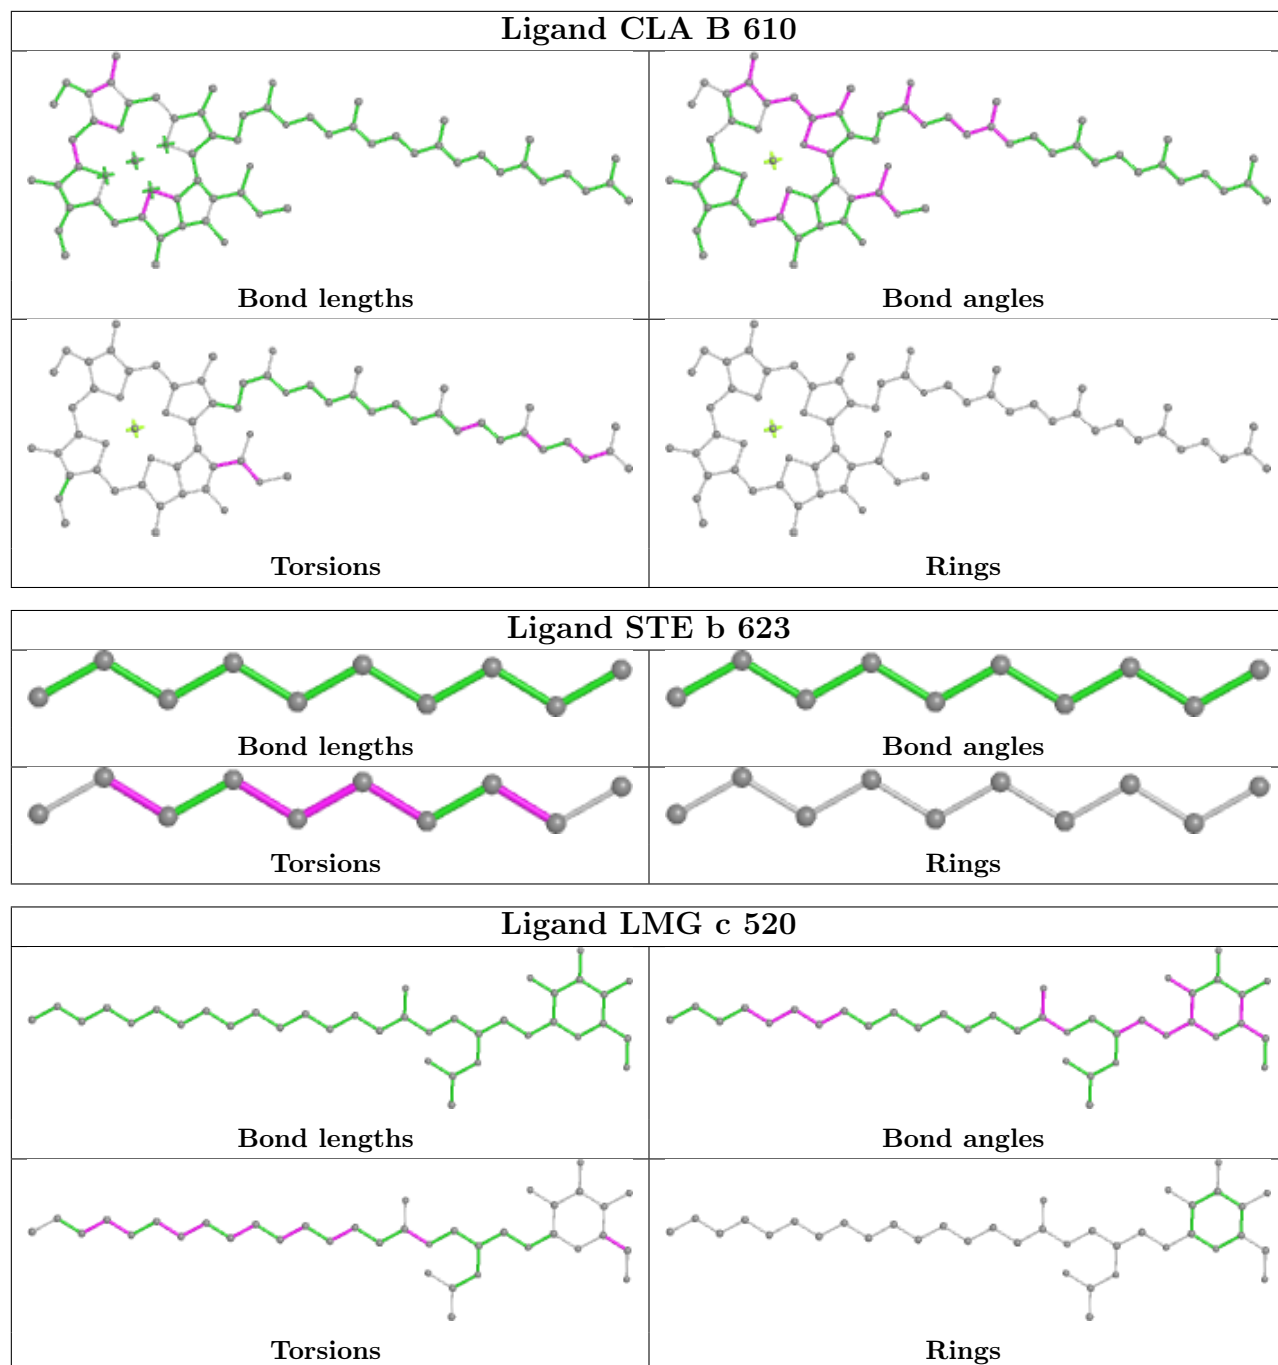 Ligand CLA B 610
Bond lengths
Bond angles
Torsions
Rings
Ligand STE b 623
Bond lengths
Bond angles
Torsions
Rings
Ligand LMG c 520
Bond lengths
Bond angles
Torsions
Rings